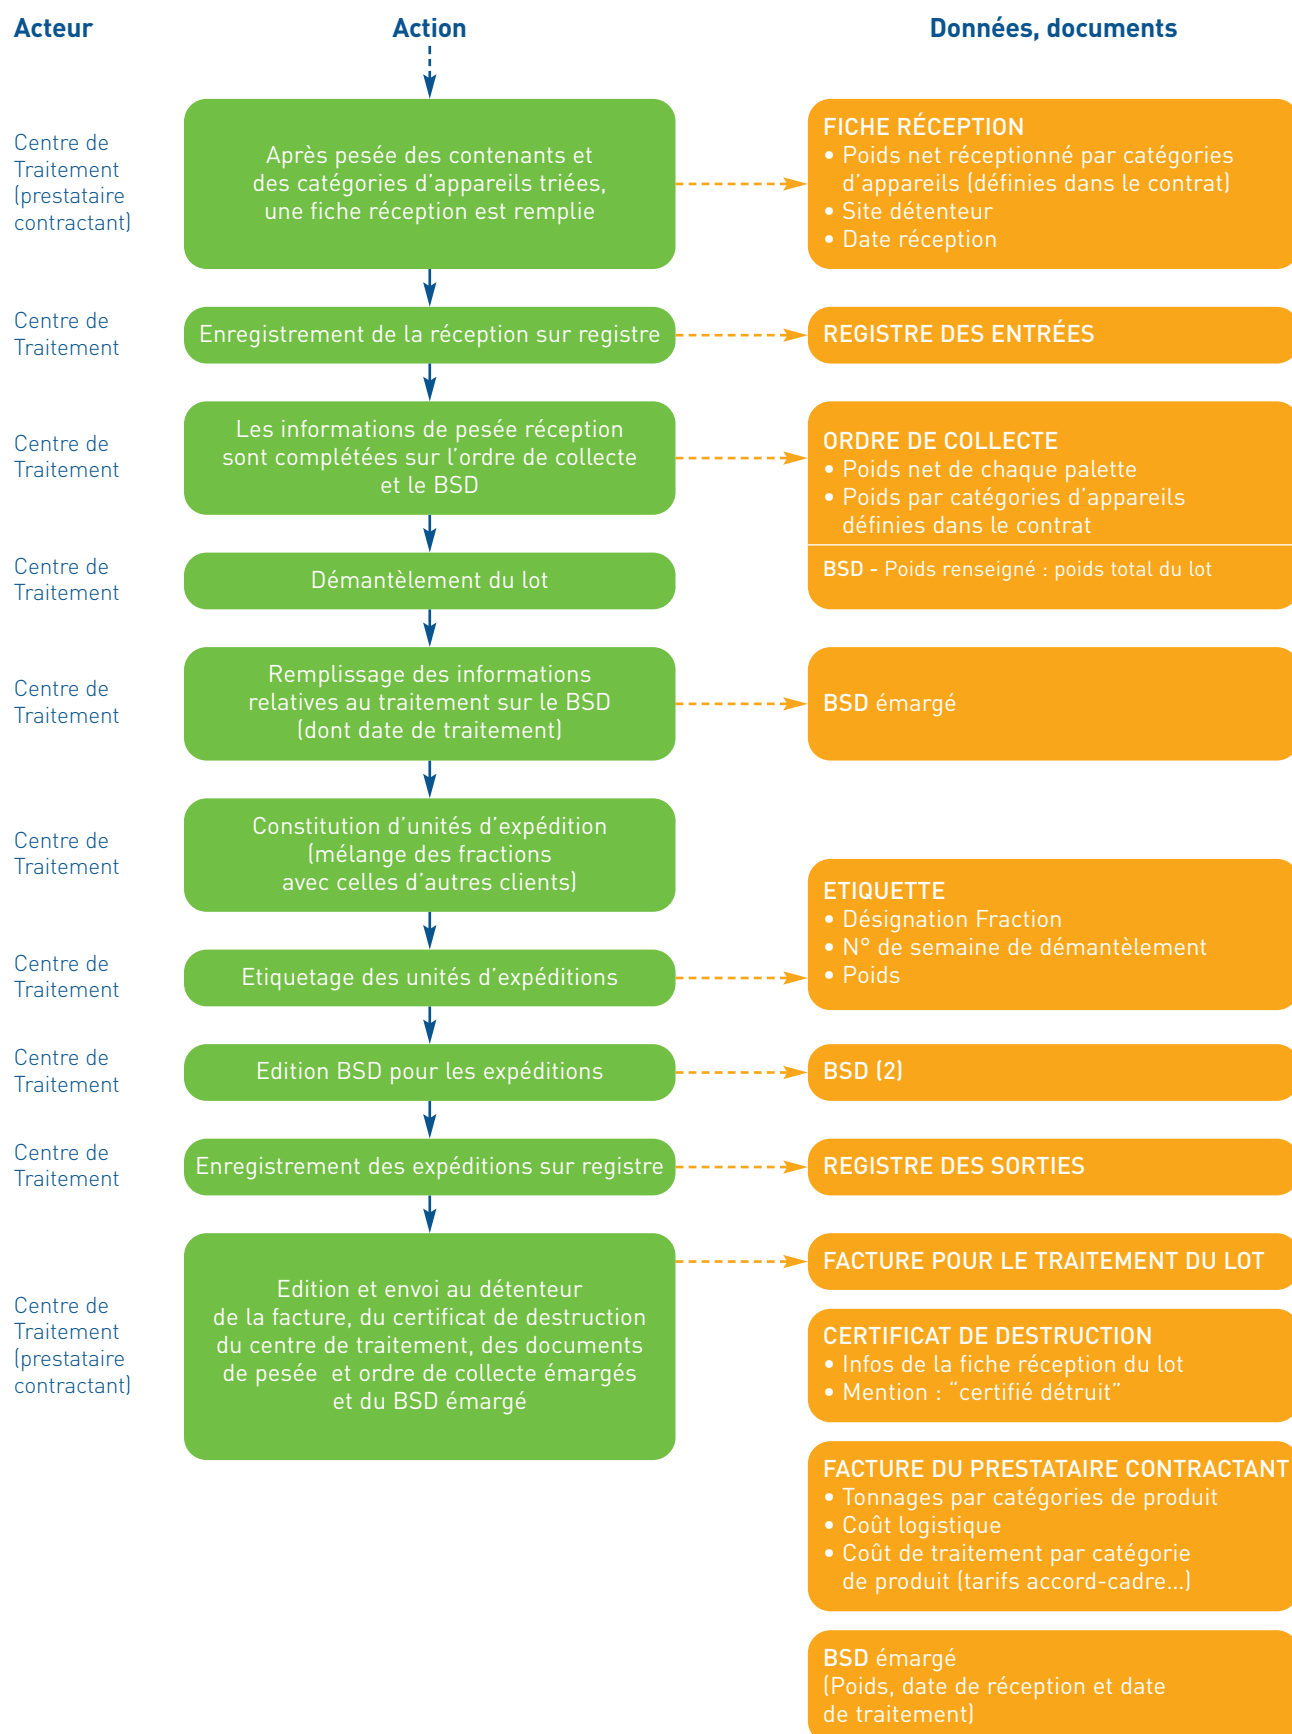 Acteur
Action
Données, documents
Centre de
Traitement
(prestataire
contractant)
Après pesée des contenants et
des catégories d'appareils triées,
une fiche réception est remplie
FICHE RÉCEPTION
• Poids net réceptionné par catégories
d'appareils (définies dans le contrat)
• Site détenteur
• Date réception
Centre de
Traitement
Enregistrement de la réception sur registre
REGISTRE DES ENTRÉES
Centre de
Traitement
Les informations de pesée réception
sont complétées sur l'ordre de collecte
et le BSD
ORDRE DE COLLECTE
• Poids net de chaque palette
• Poids par catégories d'appareils
définies dans le contrat
Centre de
Traitement
Démantèlement du lot
BSD - Poids renseigné : poids total du lot
Centre de
Traitement
Remplissage des informations
relatives au traitement sur le BSD
(dont date de traitement)
BSD émargé
Centre de
Traitement
Constitution d'unités d'expédition
(mélange des fractions
avec celles d'autres clients)
ETIQUETTE
• Désignation Fraction
• N° de semaine de démantèlement
• Poids
Centre de
Traitement
Etiquetage des unités d'expéditions
Centre de
Traitement
Edition BSD pour les expéditions
BSD (2)
Centre de
Traitement
Enregistrement des expéditions sur registre
REGISTRE DES SORTIES
Centre de
Traitement
(prestataire
contractant)
Edition et envoi au détenteur
de la facture, du certificat de destruction
du centre de traitement, des documents
de pesée et ordre de collecte émargés
et du BSD émargé
FACTURE POUR LE TRAITEMENT DU LOT
CERTIFICAT DE DESTRUCTION
• Infos de la fiche réception du lot
• Mention : “certifié détruit”
FACTURE DU PRESTATAIRE CONTRACTANT
• Tonnages par catégories de produit
• Coût logistique
• Coût de traitement par catégorie
de produit (tarifs accord-cadre...)
BSD émargé
(Poids, date de réception et date
de traitement)